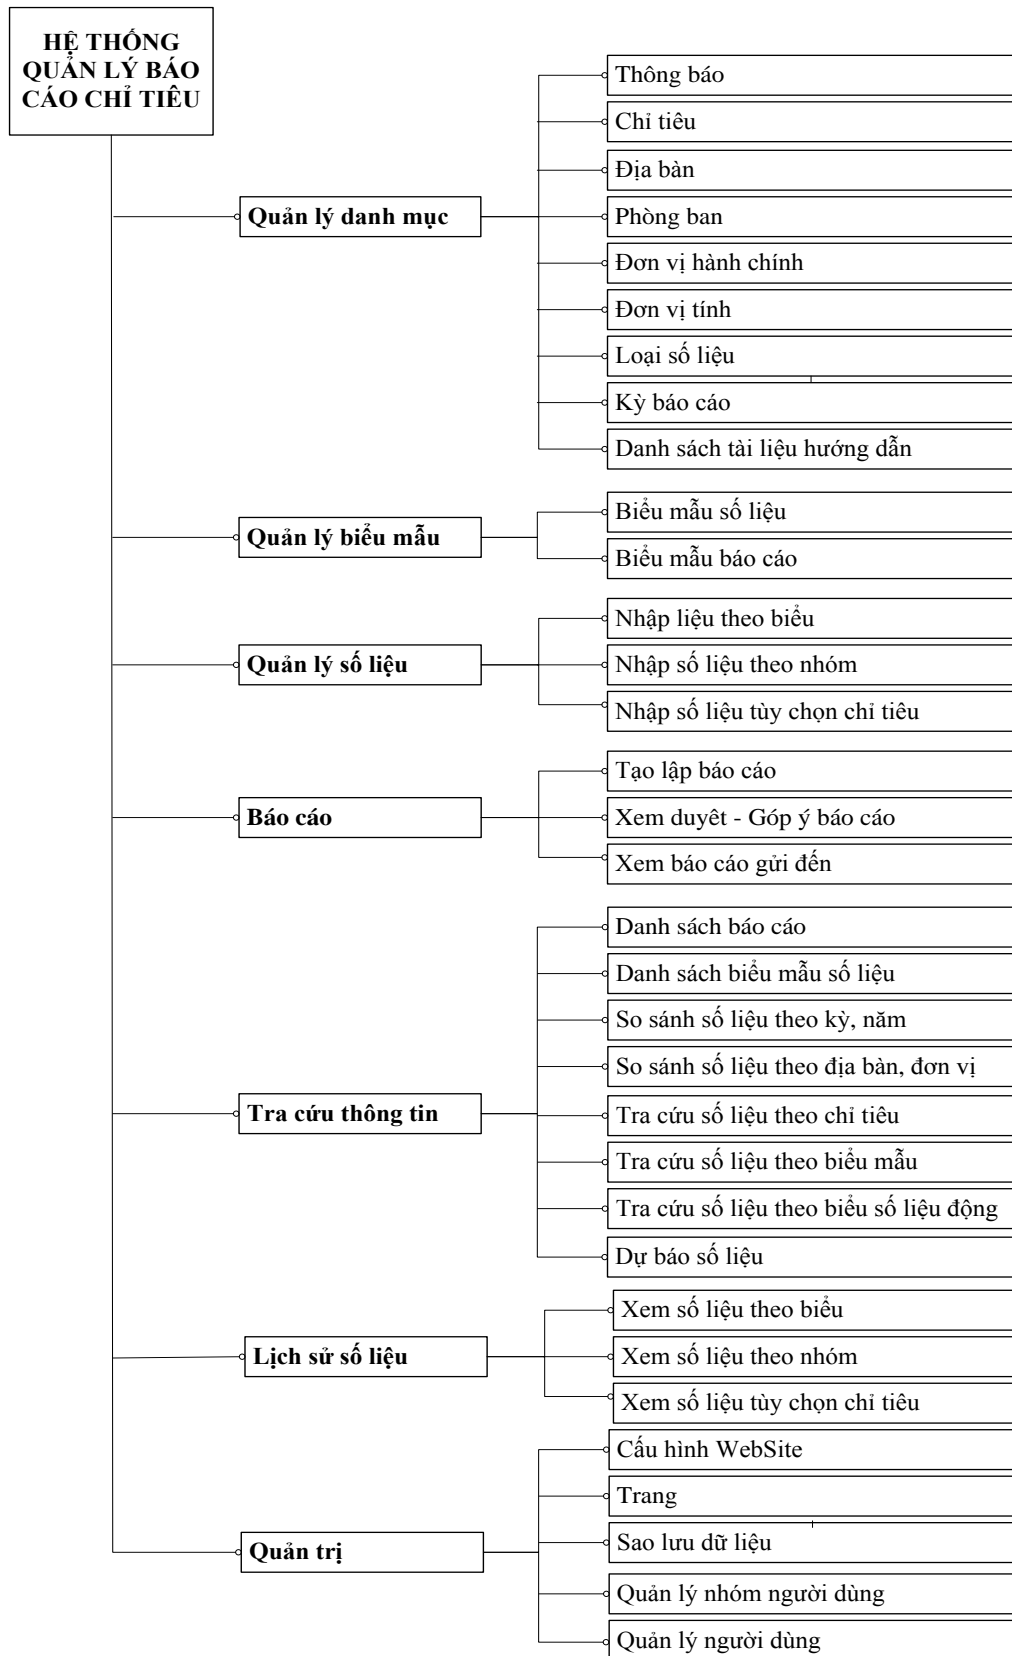 HỆ THỐNG
QUẢN LÝ BÁO
CÁO CHỈ TIÊU
Quản lý danh mục
Thông báo
Chỉ tiêu
Địa bàn
Phòng ban
Đơn vị hành chính
Đơn vị tính
Loại số liệu
Kỳ báo cáo
Danh sách tài liệu hướng dẫn
Quản lý biểu mẫu
Biểu mẫu số liệu
Biểu mẫu báo cáo
Quản lý số liệu
Nhập liệu theo biểu
Nhập số liệu theo nhóm
Nhập số liệu tùy chọn chỉ tiêu
Báo cáo
Tạo lập báo cáo
Xem duyêt - Góp ý báo cáo
Xem báo cáo gửi đến
Tra cứu thông tin
Danh sách báo cáo
Danh sách biểu mẫu số liệu
So sánh số liệu theo kỳ, năm
So sánh số liệu theo địa bàn, đơn vị
Tra cứu số liệu theo chỉ tiêu
Tra cứu số liệu theo biểu mẫu
Tra cứu số liệu theo biểu số liệu động
Dự báo số liệu
Lịch sử số liệu
Xem số liệu theo biểu
Xem số liệu theo nhóm
Xem số liệu tùy chọn chỉ tiêu
Quản trị
Cấu hình WebSite
Trang
Sao lưu dữ liệu
Quản lý nhóm người dùng
Quản lý người dùng